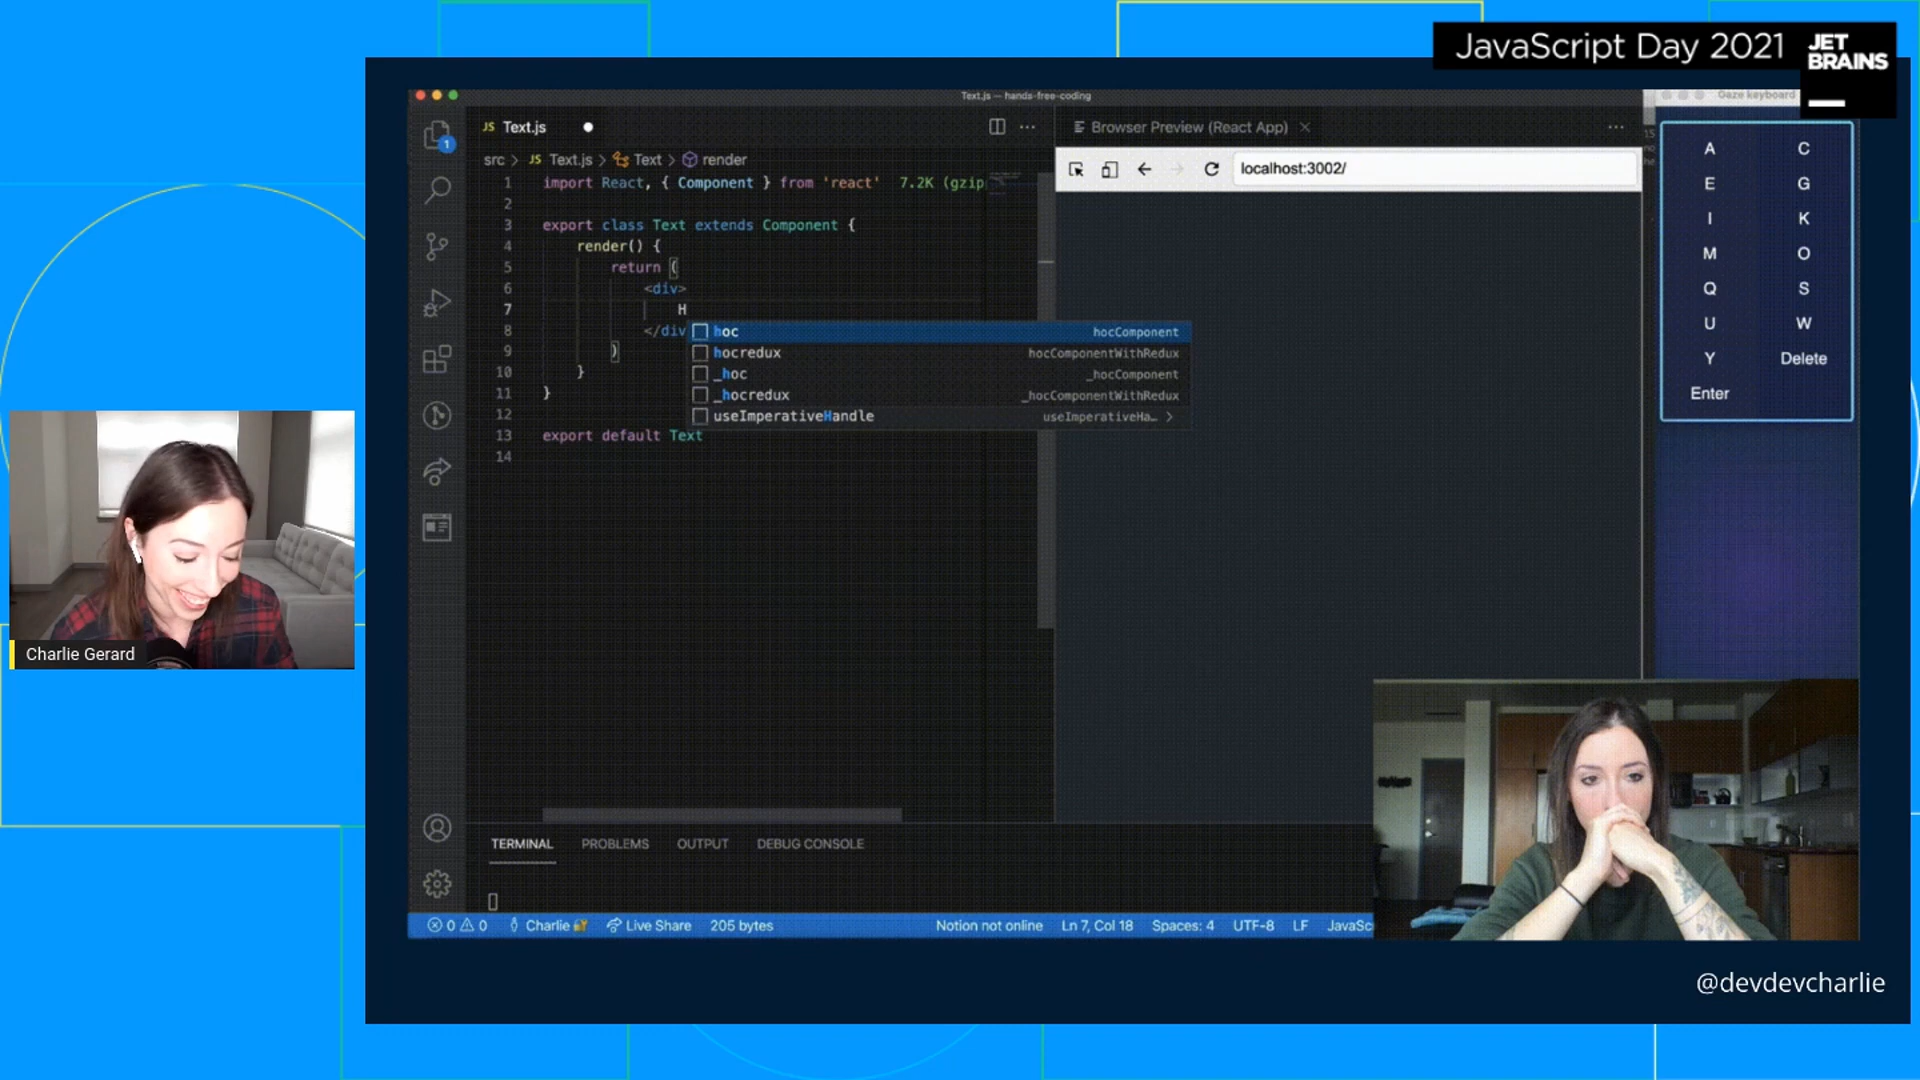 JavaScript Day 2021
JET
BRAINS
Text.js — hands-free-coding
Gaze keyboard
JS Text.js
Browser Preview (React App)
1
src > JS Text.js > Text > render
localhost:3002/
1 import React, { Component } from 'react' 7.2K (gzip
2
3 export class Text extends Component {
4 render() {
5 return (
6 <div>
7 H
8 </div
9 )
10 }
11 }
12
13 export default Text
14
hoc hocComponent
hocredux hocComponentWithRedux
_hoc _hocComponent
_hocredux _hocComponentWithRedux
useImperativeHandle useImperativeHa… >
A C
E G
I K
M O
Q S
U W
Y Delete
Enter
Charlie Gerard
TERMINAL PROBLEMS OUTPUT DEBUG CONSOLE
0 0 Charlie Live Share 205 bytes Notion not online Ln 7, Col 18 Spaces: 4 UTF-8 LF JavaSc
@devdevcharlie